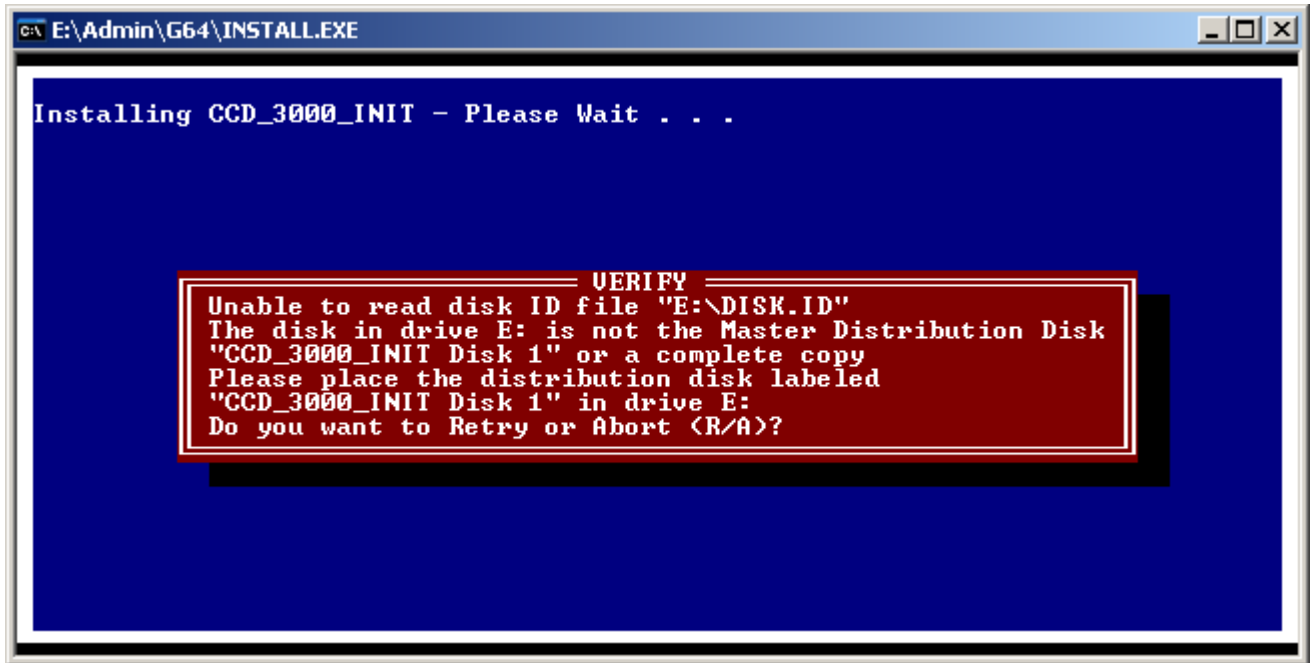 E:\Admin\G64\INSTALL.EXE
Installing CCD_3000_INIT - Please Wait . . .
VERIFY
Unable to read disk ID file "E:\DISK.ID"
The disk in drive E: is not the Master Distribution Disk
"CCD_3000_INIT Disk 1" or a complete copy
Please place the distribution disk labeled
"CCD_3000_INIT Disk 1" in drive E:
Do you want to Retry or Abort (R/A)?